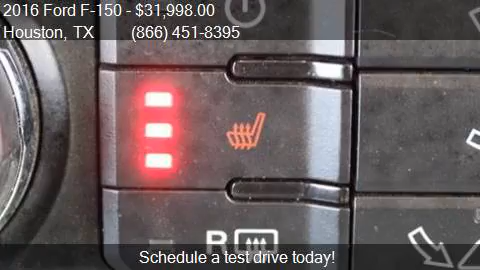 2016 Ford F-150 - $31,998.00
Houston, TX (866) 451-8395
R
Schedule a test drive today!